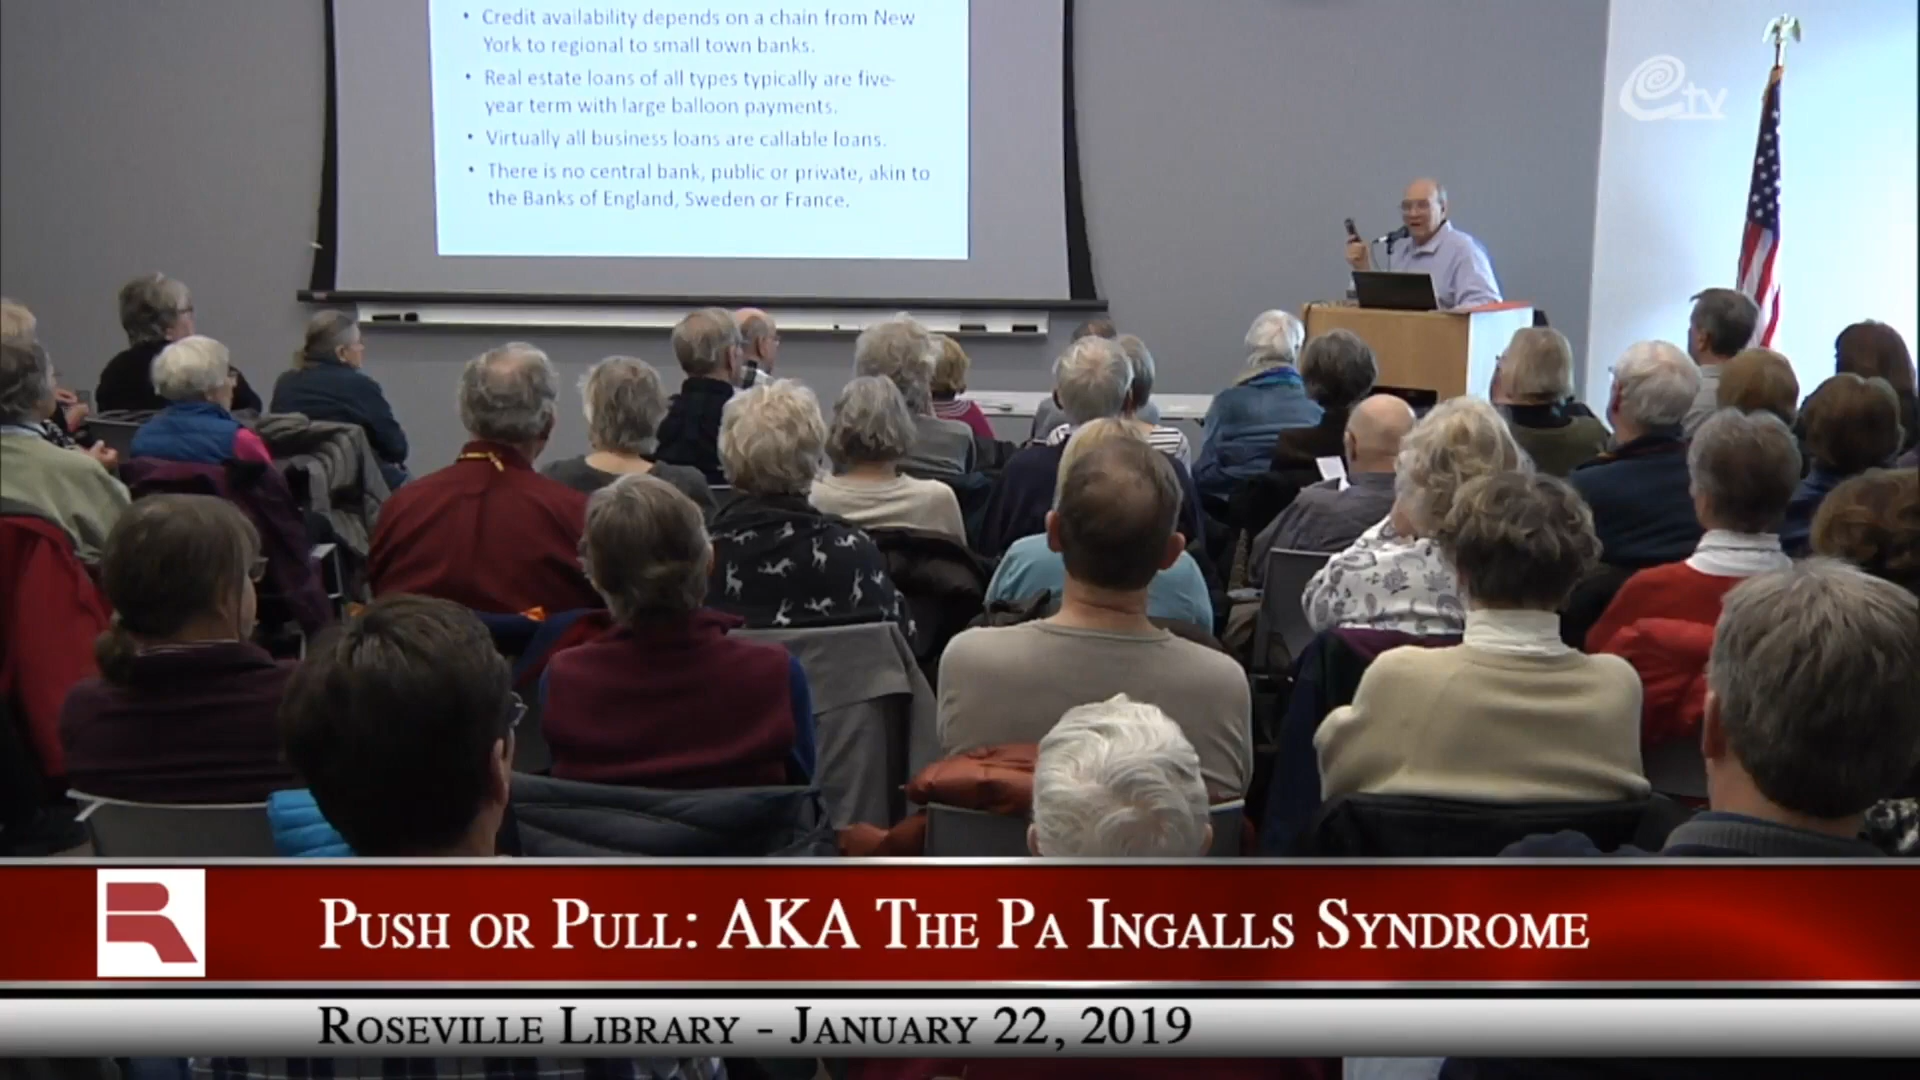 • Credit availability depends on a chain from New
York to regional to small town banks.
• Real estate loans of all types typically are five-
year term with large balloon payments.
• Virtually all business loans are callable loans.
• There is no central bank, public or private, akin to
the Banks of England, Sweden or France.
etv
R
Push or Pull: AKA The Pa Ingalls Syndrome
Roseville Library - January 22, 2019